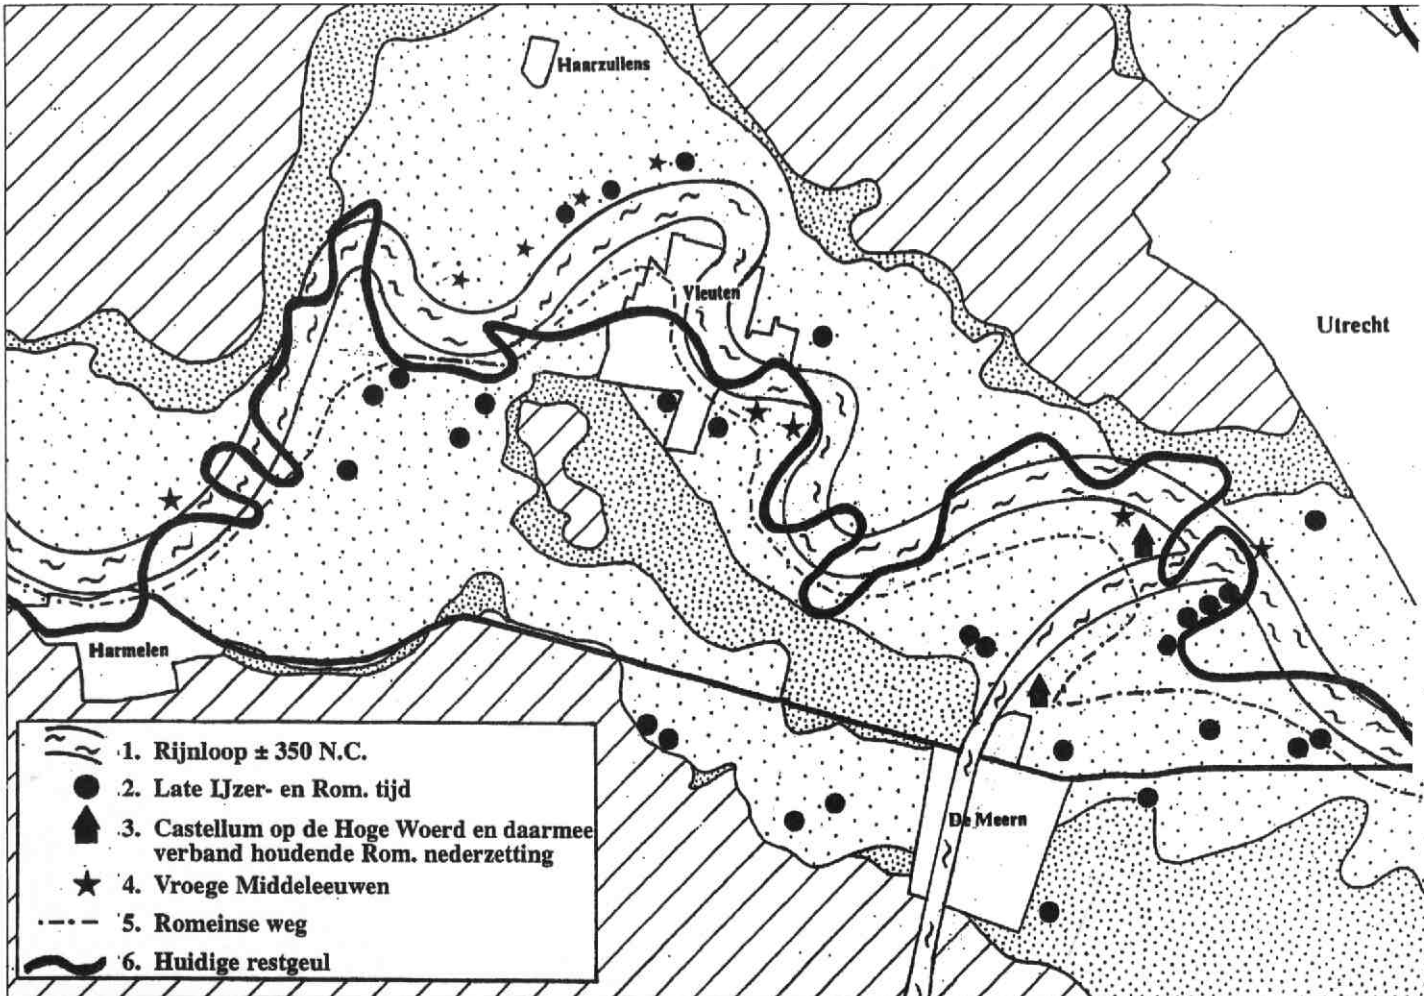 Haarzuilens
Vleuten
Utrecht
Harmelen
De Meern
1. Rijnloop ± 350 N.C.
2. Late IJzer- en Rom. tijd
3. Castellum op de Hoge Woerd en daarmee
verband houdende Rom. nederzetting
4. Vroege Middeleeuwen
5. Romeinse weg
6. Huidige restgeul